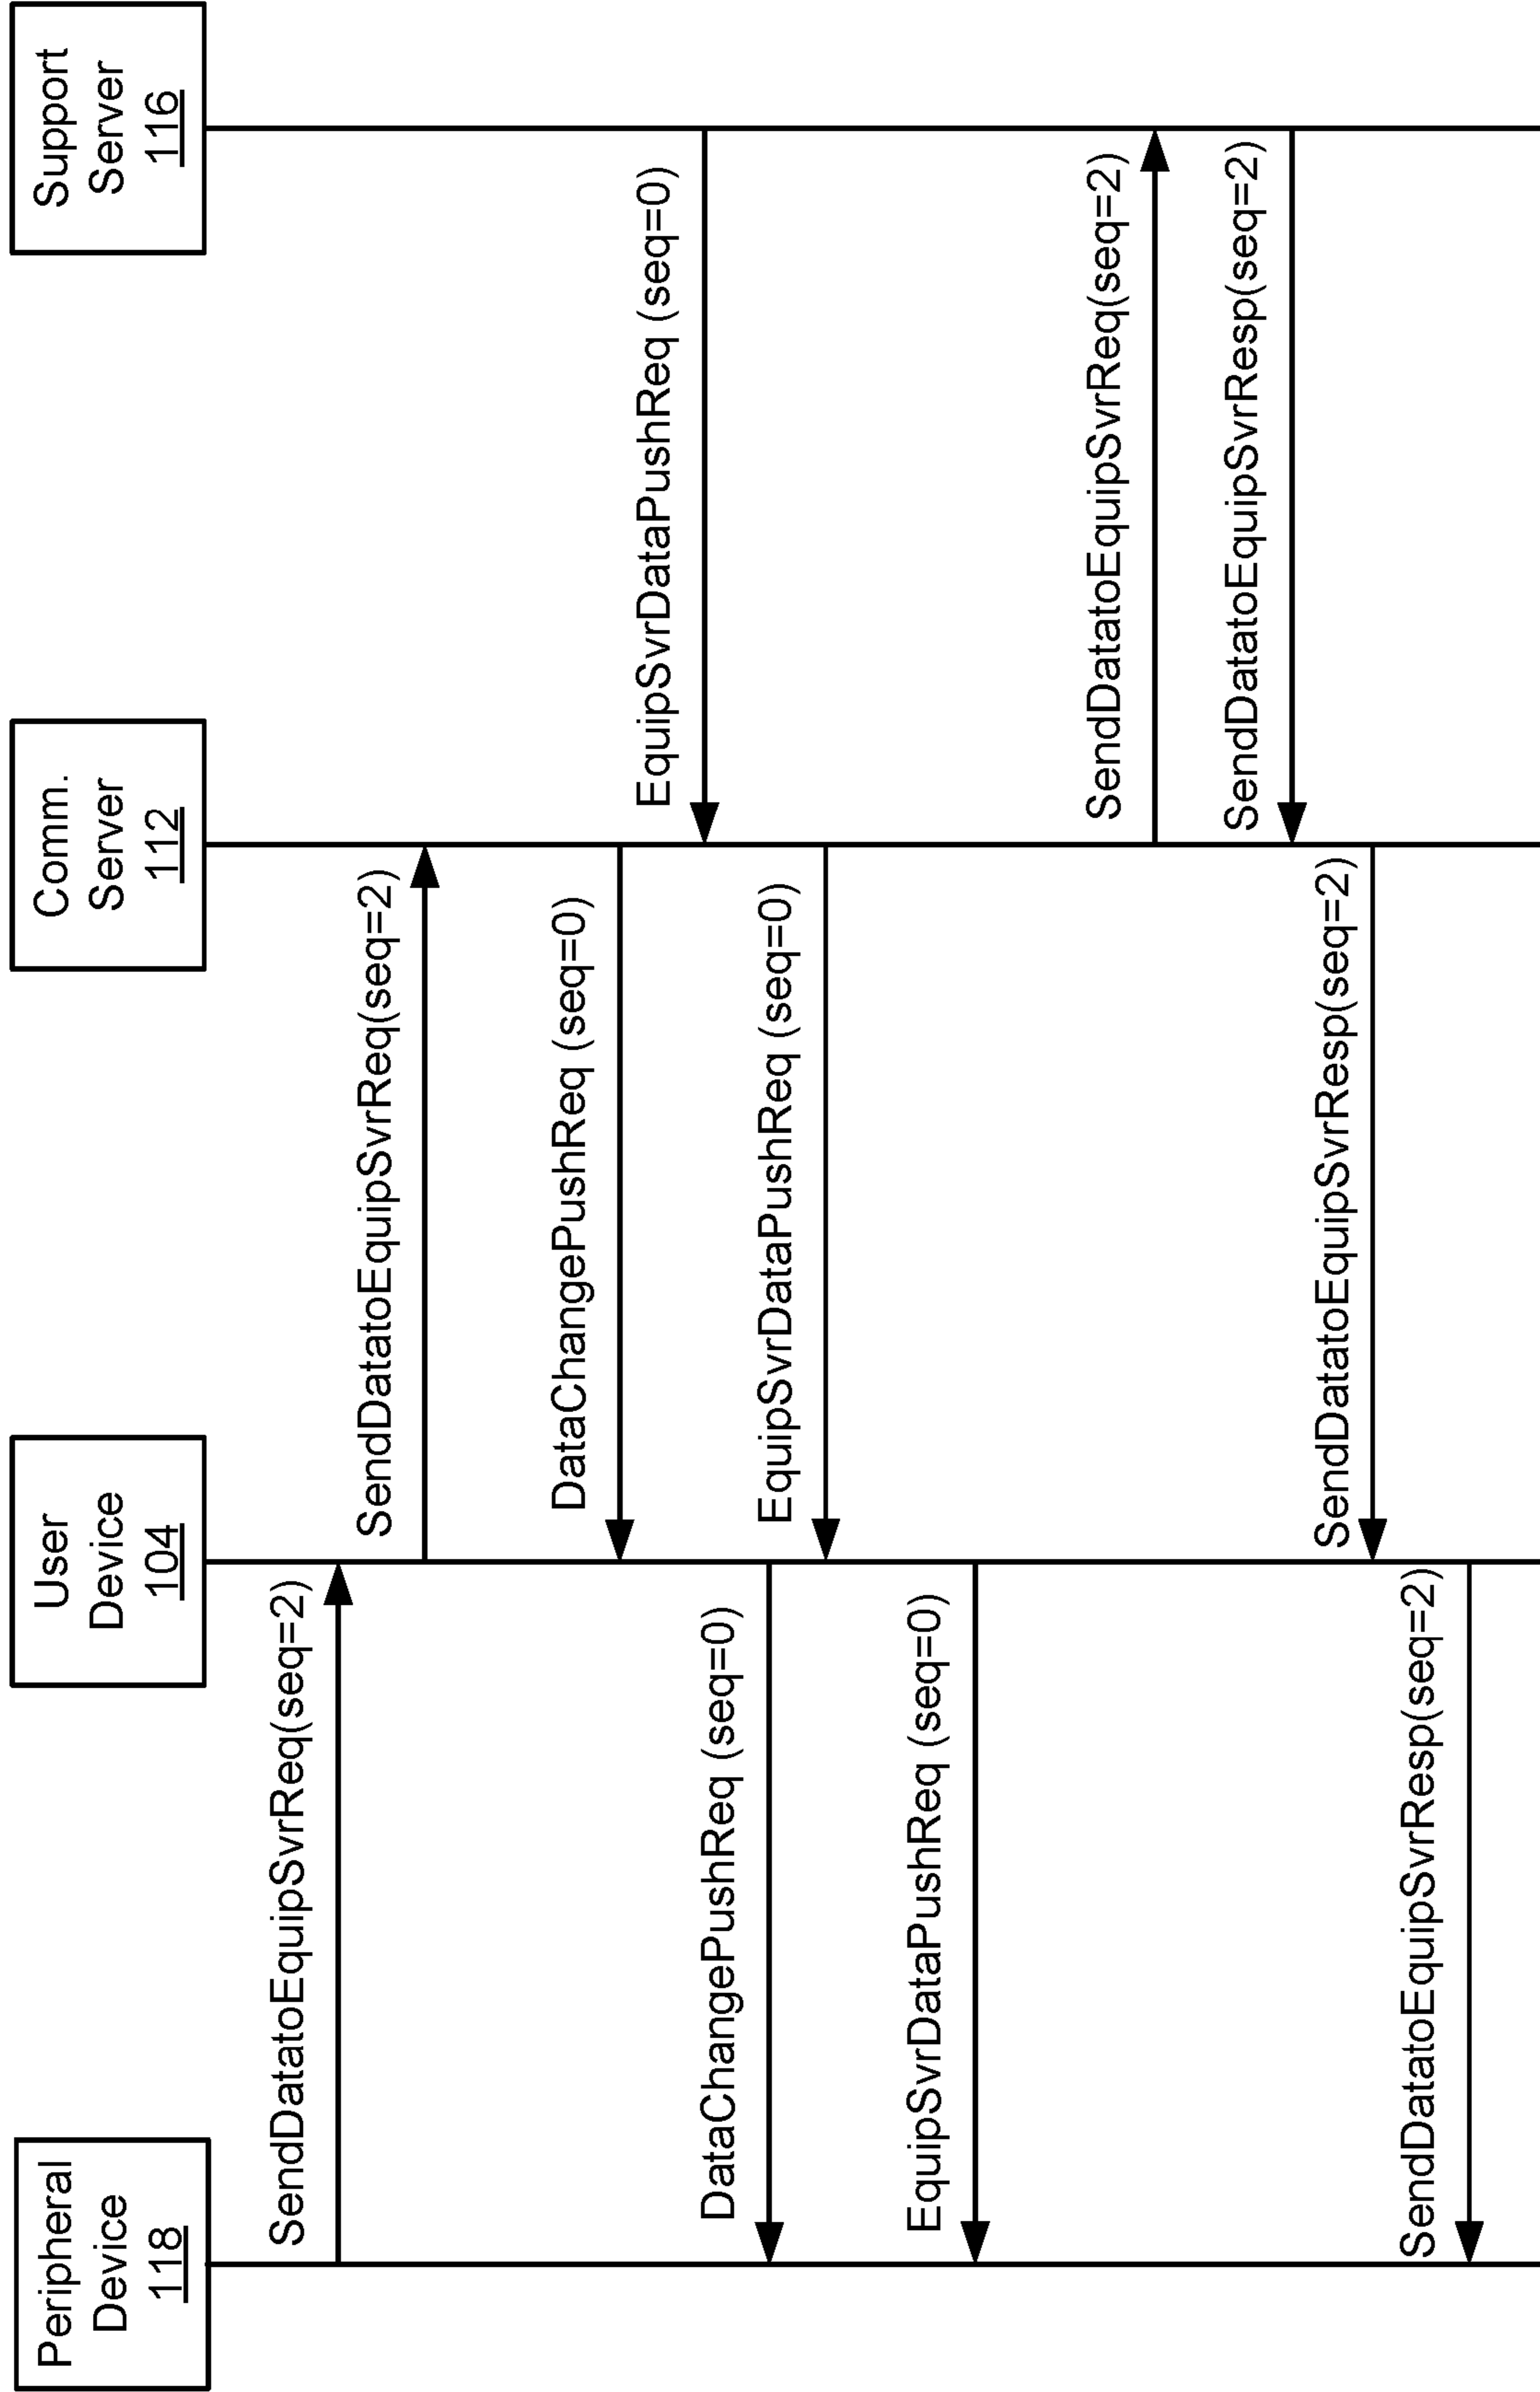 Peripheral
Device
118
User
Device
104
Comm.
Server
112
Support
Server
116
SendDatatoEquipSvrReq(seq=2)
SendDatatoEquipSvrReq(seq=2)
DataChangePushReq (seq=0)
EquipSvrDataPushReq (seq=0)
DataChangePushReq (seq=0)
EquipSvrDataPushReq (seq=0)
EquipSvrDataPushReq (seq=0)
SendDatatoEquipSvrReq(seq=2)
SendDatatoEquipSvrResp(seq=2)
SendDatatoEquipSvrResp(seq=2)
SendDatatoEquipSvrResp(seq=2)